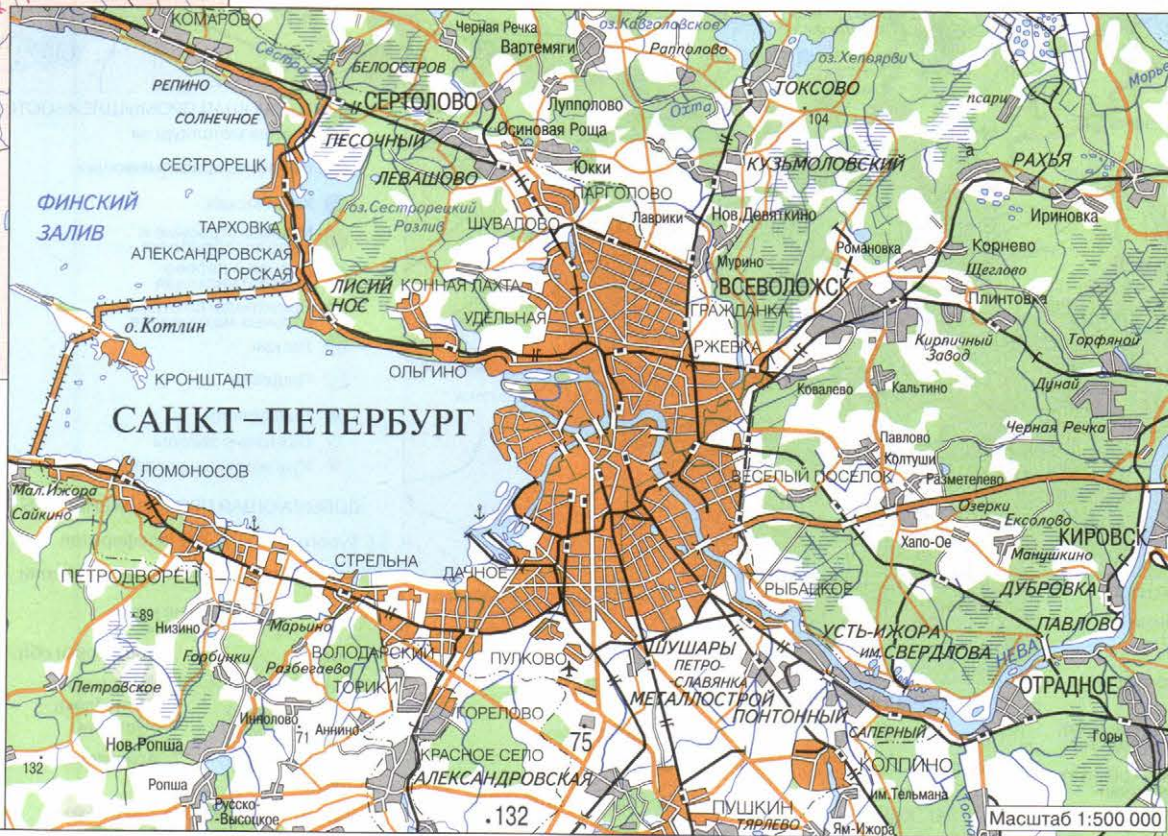 КОМАРОВО
Черная Речка
оз.Кавголовское
Вартемяги
Рапполово
оз.Хепоярви
Сестра
БЕЛООСТРОВ
РЕПИНО
СЕРТОЛОВО
Лупполово
Охта
ТОКСОВО
104
псари
Морье
СОЛНЕЧНОЕ
ПЕСОЧНЫЙ
Осиновая Роща
а
СЕСТРОРЕЦК
ЛЕВАШОВО
Юкки
КУЗЬМОЛОВСКИЙ
РАХЬЯ
ФИНСКИЙ
ЗАЛИВ
оз.Сестрорецкий
Разлив
ПАРГОЛОВО
ШУВАЛОВО
Лаврики
Нов.Девяткино
Ириновка
ТАРХОВКА
АЛЕКСАНДРОВСКАЯ
ГОРСКАЯ
Мурино
Романовка
Корнево
Щеглово
ЛИСИЙ
НОС
КОННАЯ ЛАХТА
ВСЕВОЛОЖСК
Плинтовка
о.Котлин
УДЕЛЬНАЯ
ГРАЖДАНКА
РЖЕВКА
Кирпичный
Завод
Торфяной
КРОНШТАДТ
ОЛЬГИНО
Ковалево
Кальтино
Дунай
САНКТ-ПЕТЕРБУРГ
Черная Речка
Павлово
Колтуши
ЛОМОНОСОВ
ВЕСЕЛЫЙ ПОСЕЛОК
Разметелево
Мал.Ижора
Сайкино
Озерки
Ексолово
Хапо-Ое
Манушкино
КИРОВСК
ПЕТРОДВОРЕЦ
СТРЕЛЬНА
ДАЧНОЕ
РЫБАЦКОЕ
ДУБРОВКА
89
Низино
Марьино
УСТЬ-ИЖОРА
им.СВЕРДЛОВА
ПАВЛОВО
НЕВА
Горбунки
Разбегаево
ВОЛОДАРСКИЙ
ПУЛКОВО
ШУШАРЫ
ПЕТРО-
СЛАВЯНКА
Петровское
ТОРИКИ
МЕТАЛЛОСТРОЙ
ОТРАДНОЕ
Иннолово
71
Аннино
ГОРЕЛОВО
ПОНТОННЫЙ
САПЕРНЫЙ
Горы
Нов.Ропша
КРАСНОЕ СЕЛО
75
132
АЛЕКСАНДРОВСКАЯ
КОЛПИНО
Ропша
Русско-
-Высоцкое
.132
ПУШКИН
им.Тельмана
Тосно
ТЯРЛЕВО
Ям-Ижора
Масштаб 1:500 000